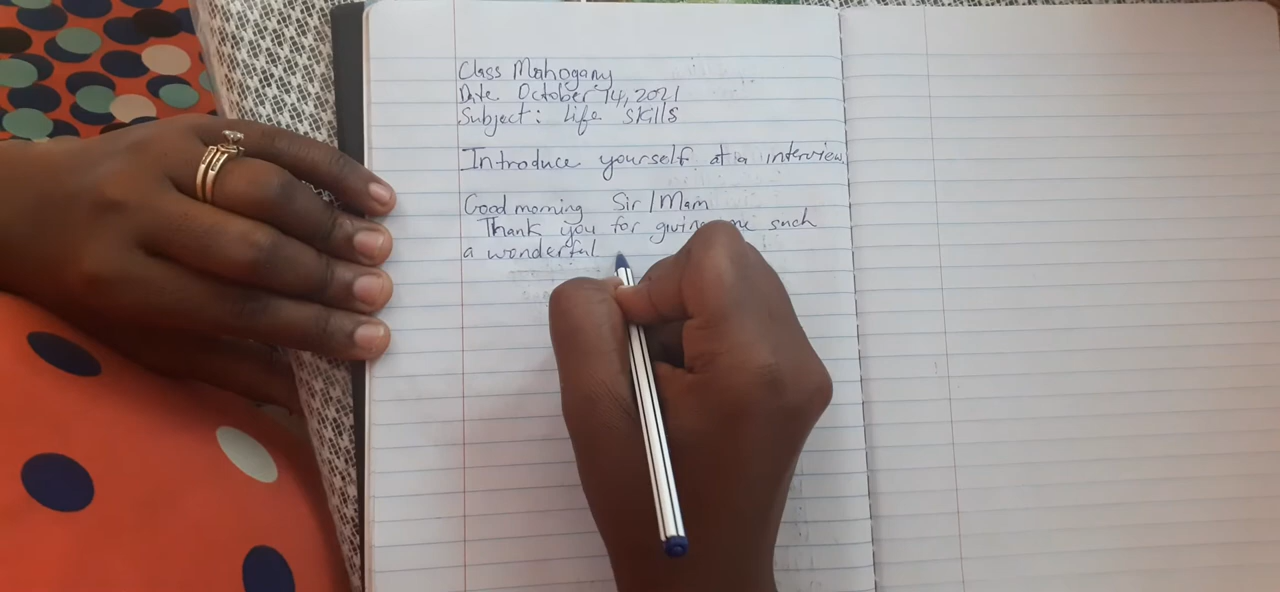 Class Mahogany
Date October 14, 2021
Subject: Life Skills
Introduce yourself at a interview.
Good morning Sir/Mam
Thank you for giving me such
a wonderful